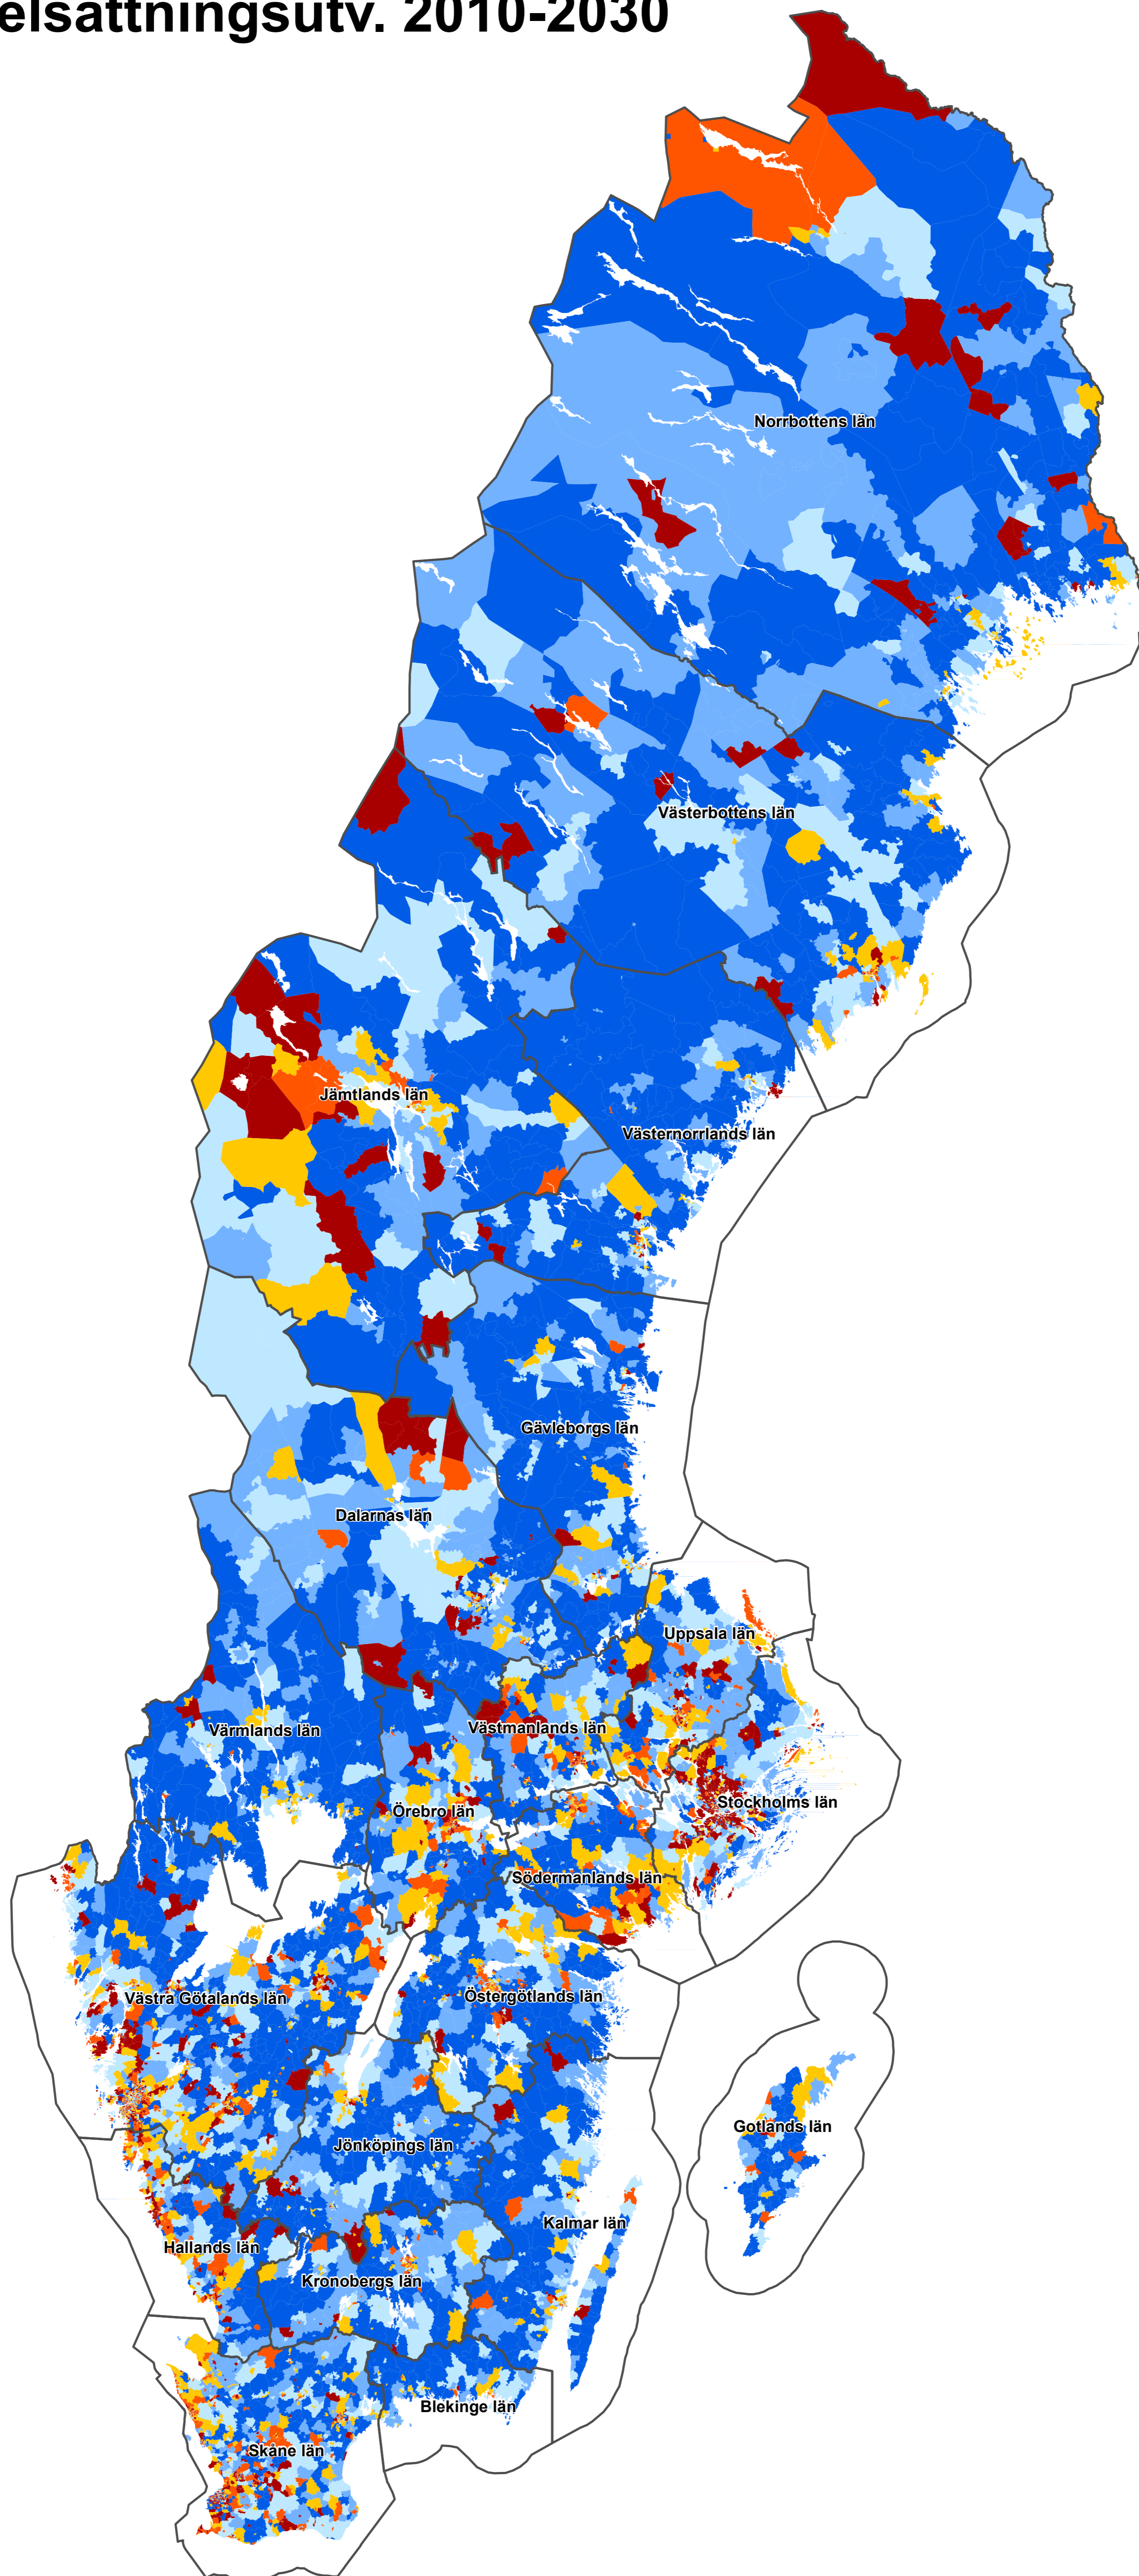 elsättningsutv. 2010-2030
Norrbottens län
Västerbottens län
Jämtlands län
Västernorrlands län
Gävleborgs län
Dalarnas län
Uppsala län
Värmlands län
Västmanlands län
Stockholms län
Örebro län
Södermanlands län
Västra Götalands län
Östergötlands län
Gotlands län
Jönköpings län
Kalmar län
Hallands län
Kronobergs län
Blekinge län
Skåne län